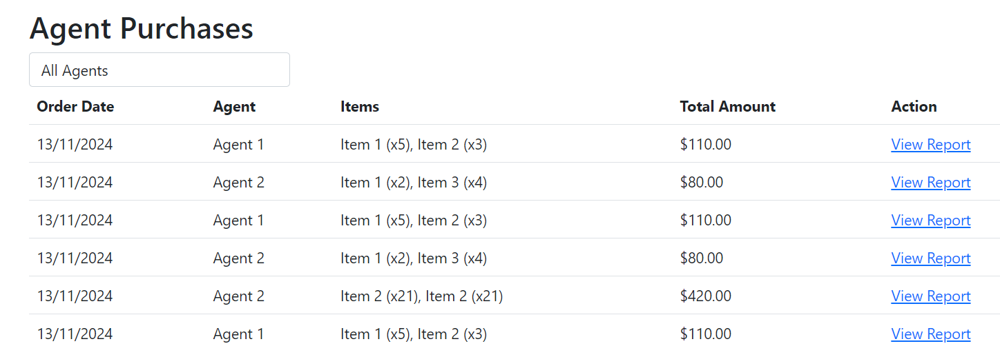 Agent Purchases
All Agents
Order Date Agent Items Total Amount Action
13/11/2024 Agent 1 Item 1 (x5), Item 2 (x3) $110.00 View Report
13/11/2024 Agent 2 Item 1 (x2), Item 3 (x4) $80.00 View Report
13/11/2024 Agent 1 Item 1 (x5), Item 2 (x3) $110.00 View Report
13/11/2024 Agent 2 Item 1 (x2), Item 3 (x4) $80.00 View Report
13/11/2024 Agent 2 Item 2 (x21), Item 2 (x21) $420.00 View Report
13/11/2024 Agent 1 Item 1 (x5), Item 2 (x3) $110.00 View Report